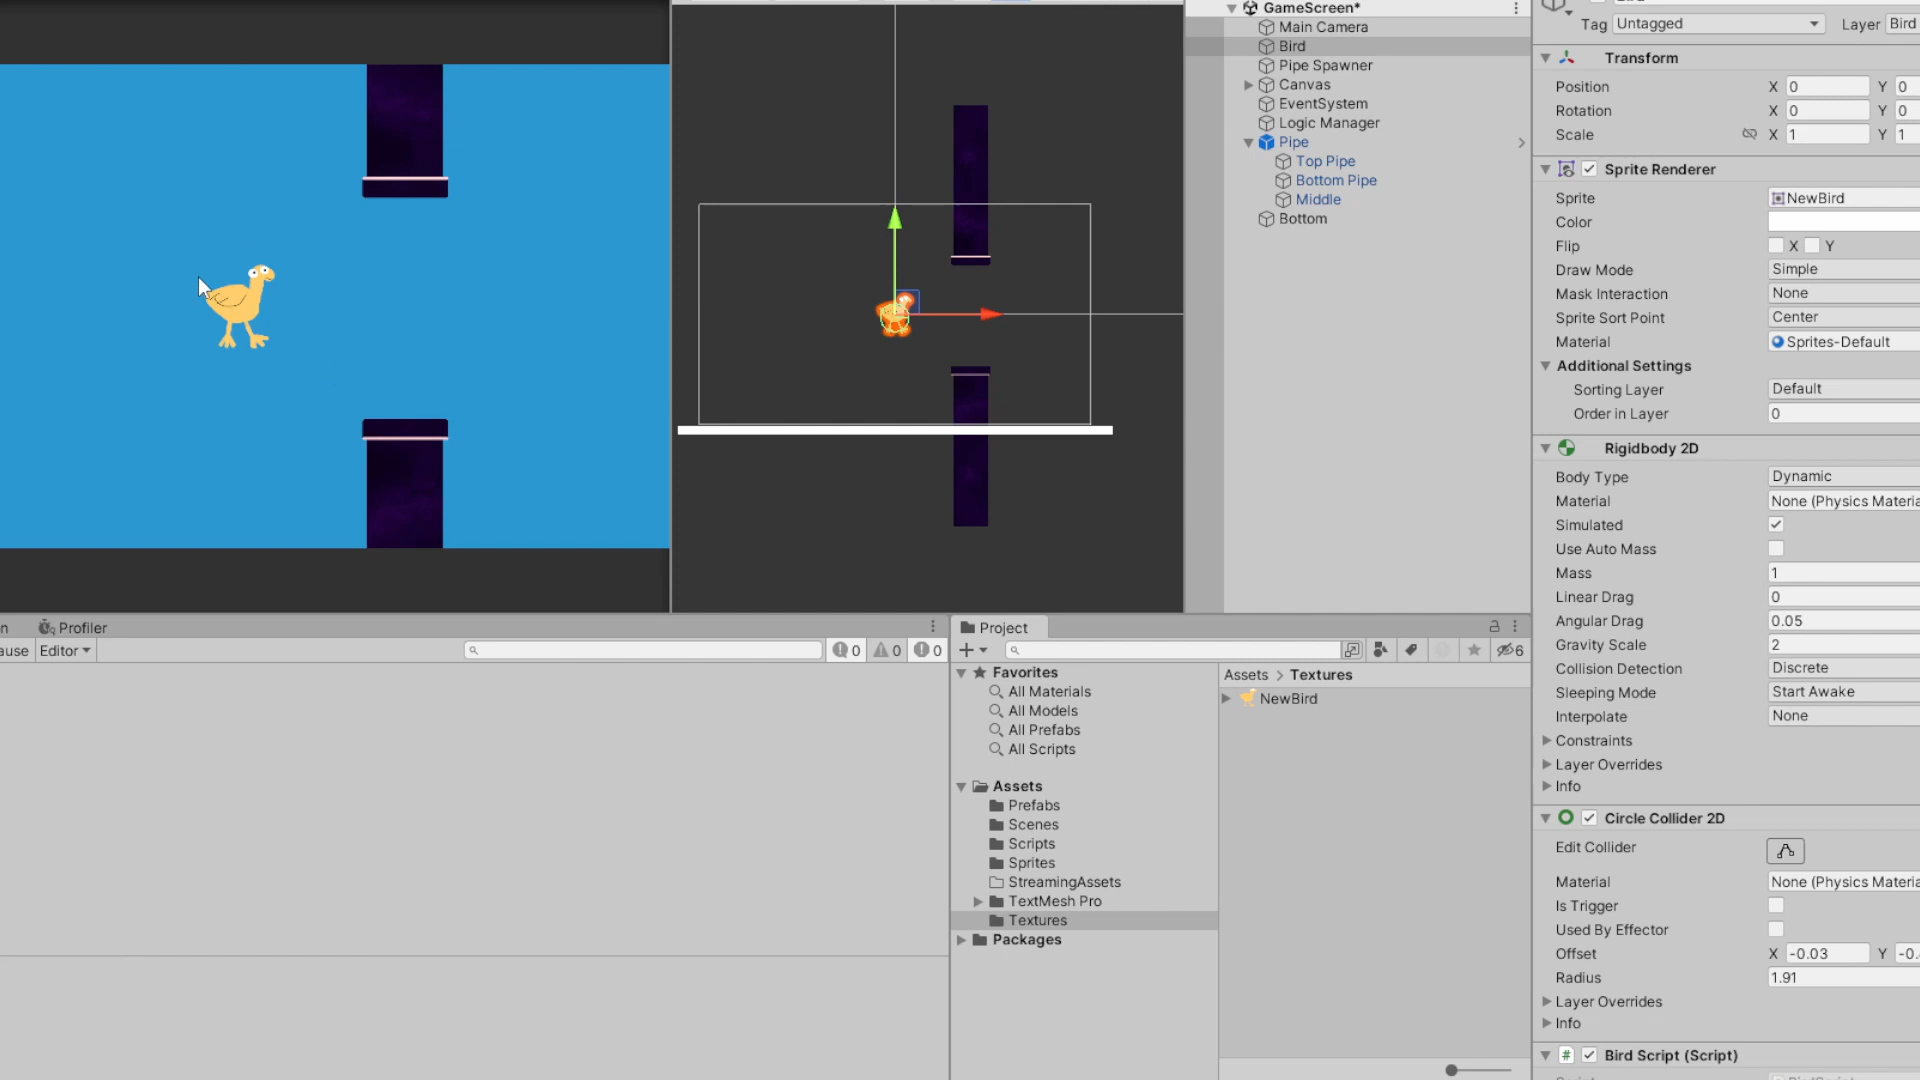 GameScreen*
Main Camera
Bird
Pipe Spawner
Canvas
EventSystem
Logic Manager
Pipe
Top Pipe
Bottom Pipe
Middle
Bottom
Tag Untagged Layer Bird
Transform
Position X 0 Y 0
Rotation X 0 Y 0
Scale X 1 Y 1
Sprite Renderer
Sprite NewBird
Color
Flip X Y
Draw Mode Simple
Mask Interaction None
Sprite Sort Point Center
Material Sprites-Default
Additional Settings
Sorting Layer Default
Order in Layer 0
Rigidbody 2D
Body Type Dynamic
Material None (Physics Materia
Simulated
Use Auto Mass
Mass 1
Linear Drag 0
Angular Drag 0.05
Gravity Scale 2
Collision Detection Discrete
Sleeping Mode Start Awake
Interpolate None
Constraints
Layer Overrides
Info
Circle Collider 2D
Edit Collider
Material None (Physics Materia
Is Trigger
Used By Effector
Offset X -0.03 Y -0.
Radius 1.91
Layer Overrides
Info
# Bird Script (Script)
n Profiler
ause Editor 0 0 0
Project
6
Favorites
All Materials
All Models
All Prefabs
All Scripts
Assets
Prefabs
Scenes
Scripts
Sprites
StreamingAssets
TextMesh Pro
Textures
Packages
Assets > Textures
NewBird